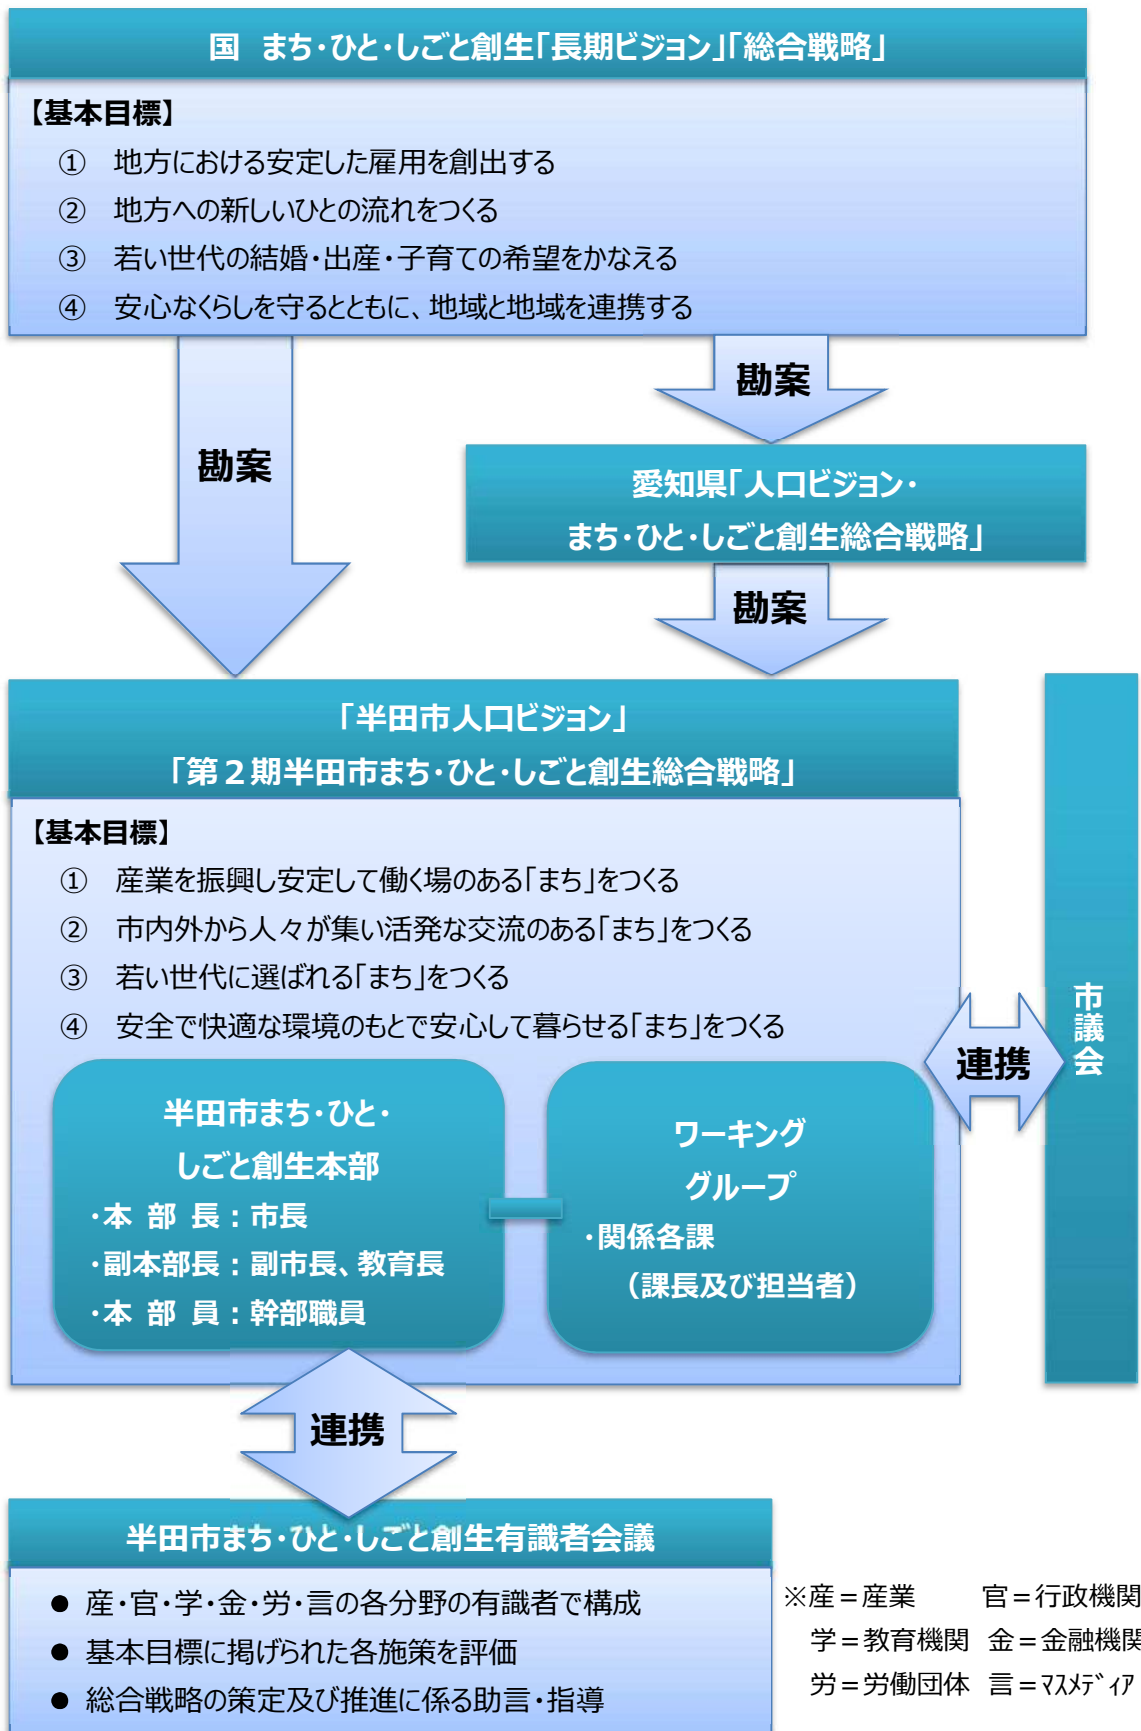 国 まち・ひと・しごと創生「長期ビジョン」「総合戦略」
【基本目標】
① 地方における安定した雇用を創出する
② 地方への新しいひとの流れをつくる
③ 若い世代の結婚・出産・子育ての希望をかなえる
④ 安心なくらしを守るとともに、地域と地域を連携する
勘案
勘案
愛知県「人口ビジョン・
まち・ひと・しごと創生総合戦略」
勘案
「半田市人口ビジョン」
「第２期半田市まち・ひと・しごと創生総合戦略」
【基本目標】
① 産業を振興し安定して働く場のある「まち」をつくる
② 市内外から人々が集い活発な交流のある「まち」をつくる
③ 若い世代に選ばれる「まち」をつくる
④ 安全で快適な環境のもとで安心して暮らせる「まち」をつくる
半田市まち・ひと・
しごと創生本部
・本 部 長：市長
・副本部長：副市長、教育長
・本 部 員：幹部職員
ワーキング
グループ
・関係各課
（課長及び担当者）
連携
市議会
連携
半田市まち・ひと・しごと創生有識者会議
● 産・官・学・金・労・言の各分野の有識者で構成
● 基本目標に掲げられた各施策を評価
● 総合戦略の策定及び推進に係る助言・指導
※産＝産業 官＝行政機関
学＝教育機関 金＝金融機関
労＝労働団体 言＝ﾏｽﾒﾃﾞｨｱ